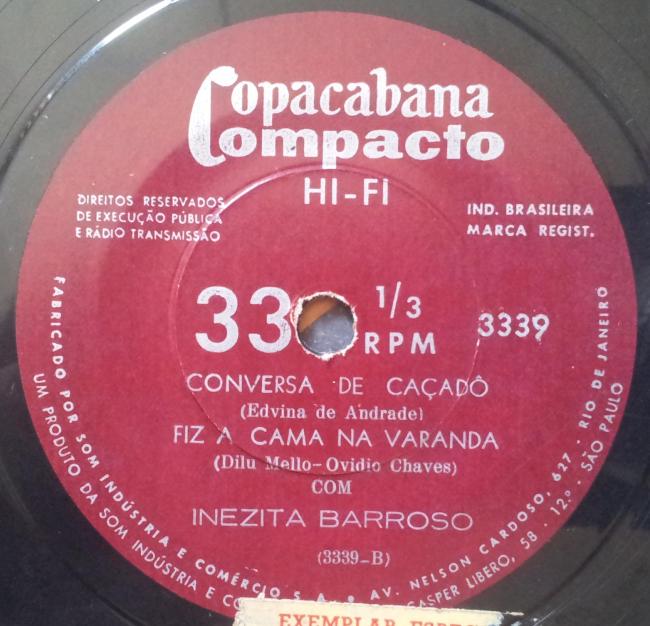 Copacabana
Compacto
HI-FI
DIREITOS RESERVADOS
DE EXECUÇÃO PÚBLICA
E RÁDIO TRANSMISSÃO
IND. BRASILEIRA
MARCA REGIST.
33 1/3
RPM
3339
CONVERSA DE CAÇADÔ
(Edvina de Andrade)
FIZ A CAMA NA VARANDA
(Dilu Mello-Ovidio Chaves)
COM
INEZITA BARROSO
(3339-B)
FABRICADO POR SOM INDÚSTRIA E COMÉRCIO S A. • AV. NELSON CARDOSO, 627 • RIO DE JANEIRO
UM PRODUTO DA SOM INDÚSTRIA E CASPER LIBERO, 58 - 12.º - SÃO PAULO
EXEMPLAR